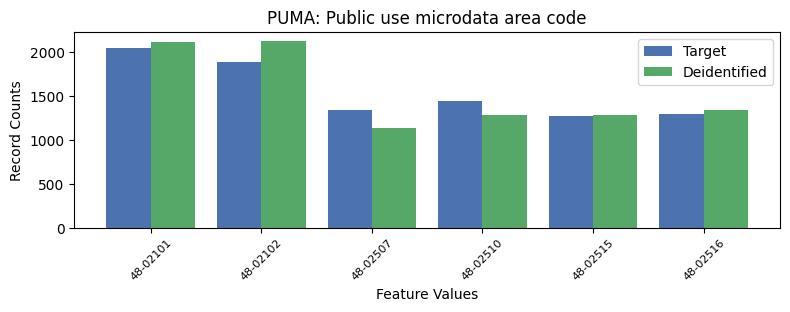 PUMA: Public use microdata area code
Target
Deidentified
Record Counts
2000
1500
1000
500
0
48-02101
48-02102
48-02507
48-02510
48-02515
48-02516
Feature Values